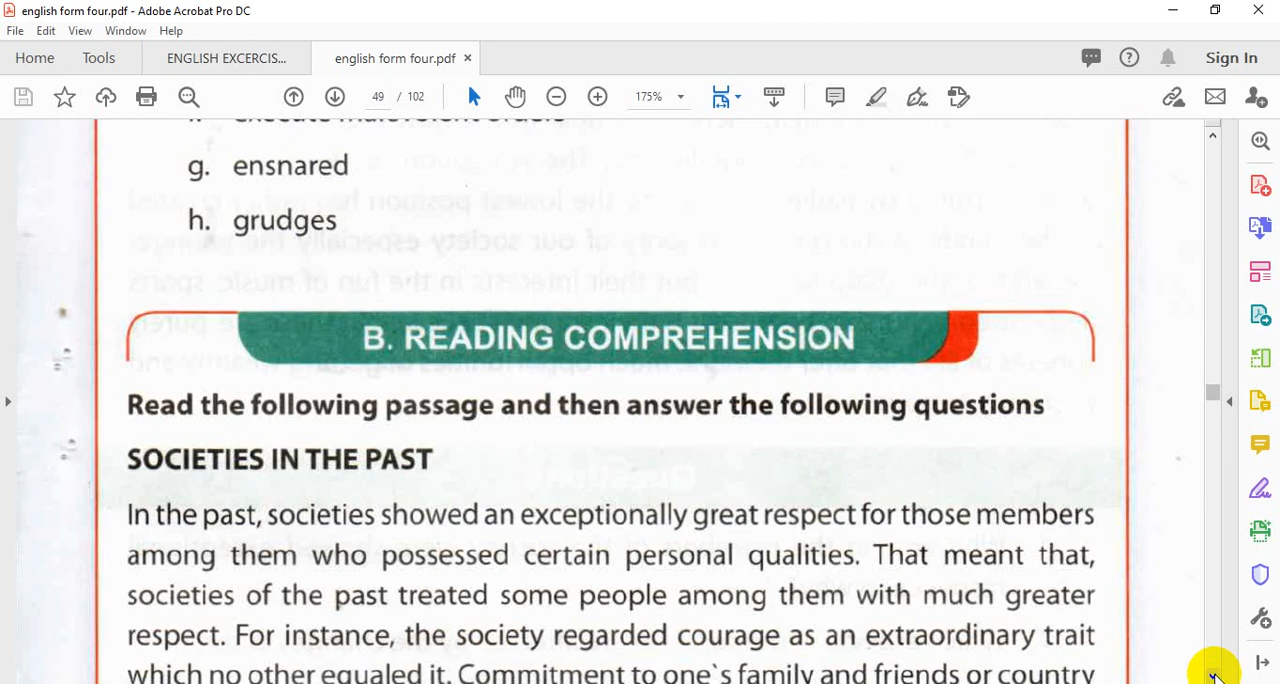 english form four.pdf - Adobe Acrobat Pro DC
File Edit View Window Help
Home Tools ENGLISH EXCERCIS... english form four.pdf × Sign In
49 / 102 175%
g. ensnared
h. grudges
B. READING COMPREHENSION
Read the following passage and then answer the following questions
SOCIETIES IN THE PAST
In the past, societies showed an exceptionally great respect for those members
among them who possessed certain personal qualities. That meant that,
societies of the past treated some people among them with much greater
respect. For instance, the society regarded courage as an extraordinary trait
which no other equaled it. Commitment to one`s family and friends or country